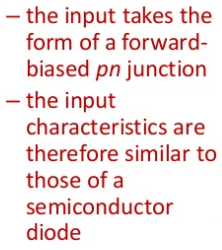 – the input takes the
form of a forward-
biased pn junction
– the input
characteristics are
therefore similar to
those of a
semiconductor
diode